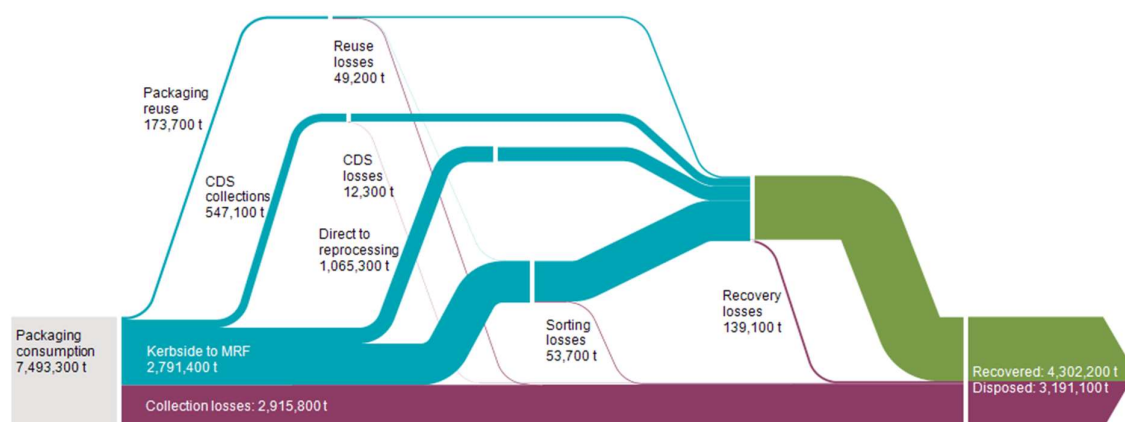 Reuse
losses
49,200 t
Packaging
reuse
173,700 t
CDS
collections
547,100 t
CDS
losses
12,300 t
Direct to
reprocessing
1,065,300 t
Recovery
losses
139,100 t
Sorting
losses
53,700 t
Packaging
consumption
7,493,300 t
Kerbside to MRF
2,791,400 t
Collection losses: 2,915,800 t
Recovered: 4,302,200 t
Disposed: 3,191,100 t